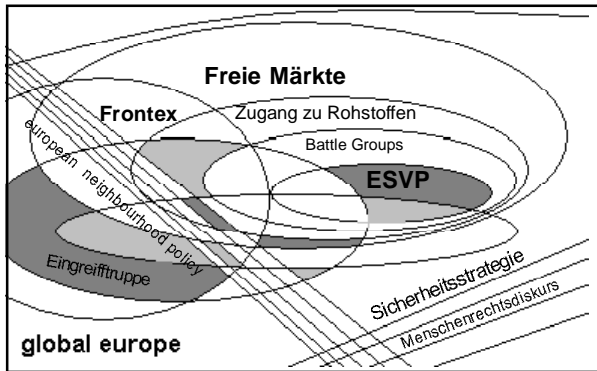 Freie Märkte
Frontex
Zugang zu Rohstoffen
Battle Groups
ESVP
european neighbourhood policy
Eingreifftruppe
Sicherheitsstrategie
Menschenrechtsdiskurs
global europe